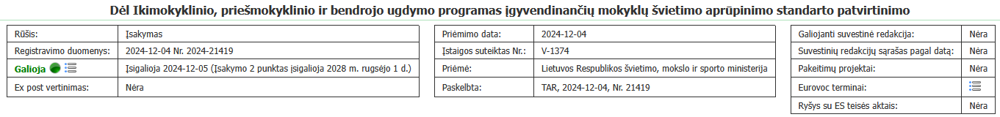 Dėl Ikimokyklinio, priešmokyklinio ir bendrojo ugdymo programas įgyvendinančių mokyklų švietimo aprūpinimo standarto patvirtinimo
Rūšis: Įsakymas
Registravimo duomenys: 2024-12-04 Nr. 2024-21419
Galioja Įsigalioja 2024-12-05 (Įsakymo 2 punktas įsigalioja 2028 m. rugsėjo 1 d.)
Ex post vertinimas: Nėra
Priėmimo data: 2024-12-04
Įstaigos suteiktas Nr.: V-1374
Priėmė: Lietuvos Respublikos švietimo, mokslo ir sporto ministerija
Paskelbta: TAR, 2024-12-04, Nr. 21419
Galiojanti suvestinė redakcija: Nėra
Suvestinių redakcijų sąrašas pagal datą: Nėra
Pakeitimų projektai: Nėra
Eurovoc terminai:
Ryšys su ES teisės aktais: Nėra